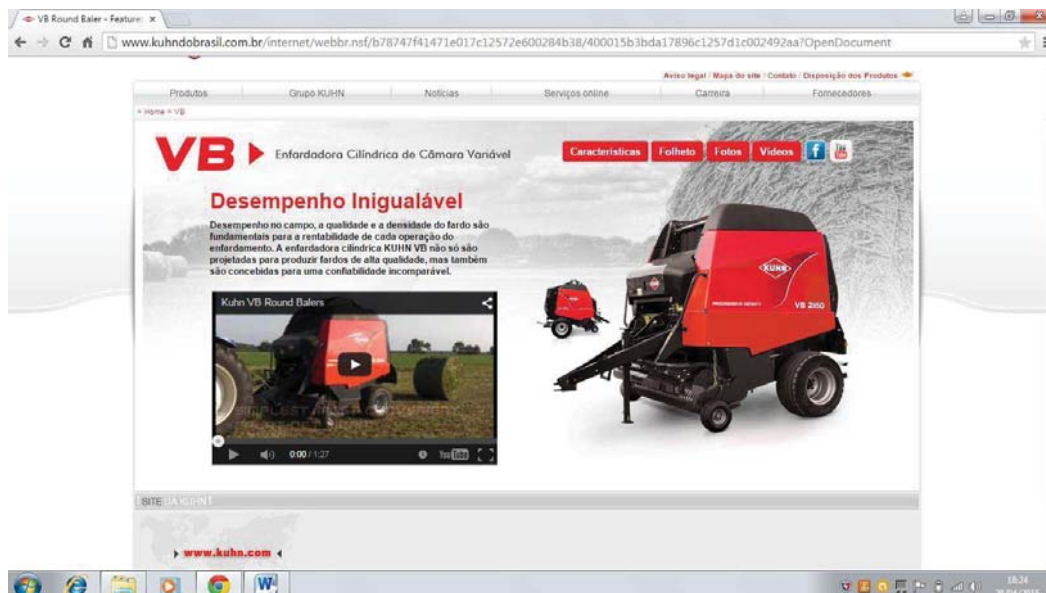 VB Round Baler - Feature: ×
www.kuhndobrasil.com.br/internet/webbr.nsf/b78747f41471e017c12572e600284b38/400015b3bda17896c1257d1c002492aa?OpenDocument
Aviso legal / Mapa do site / Contato / Disposição dos Produtos
Produtos Grupo KUHN Notícias Serviços online Carreira Fornecedores
» Home » VB
VB Enfardadora Cilíndrica de Câmara Variável
Características Folheto Fotos Vídeos f You Tube
Desempenho Inigualável
Desempenho no campo, a qualidade e a densidade do fardo são
fundamentais para a rentabilidade de cada operação do
enfardamento. A enfardadora cilíndrica KUHN VB não só são
projetadas para produzir fardos de alta qualidade, mas também
são concebidas para uma confiabilidade incomparável.
KUHN
VB 2160
Kuhn VB Round Balers
0:00 / 1:27 YouTube
[ SITE DA KUHN ]
www.kuhn.com
W